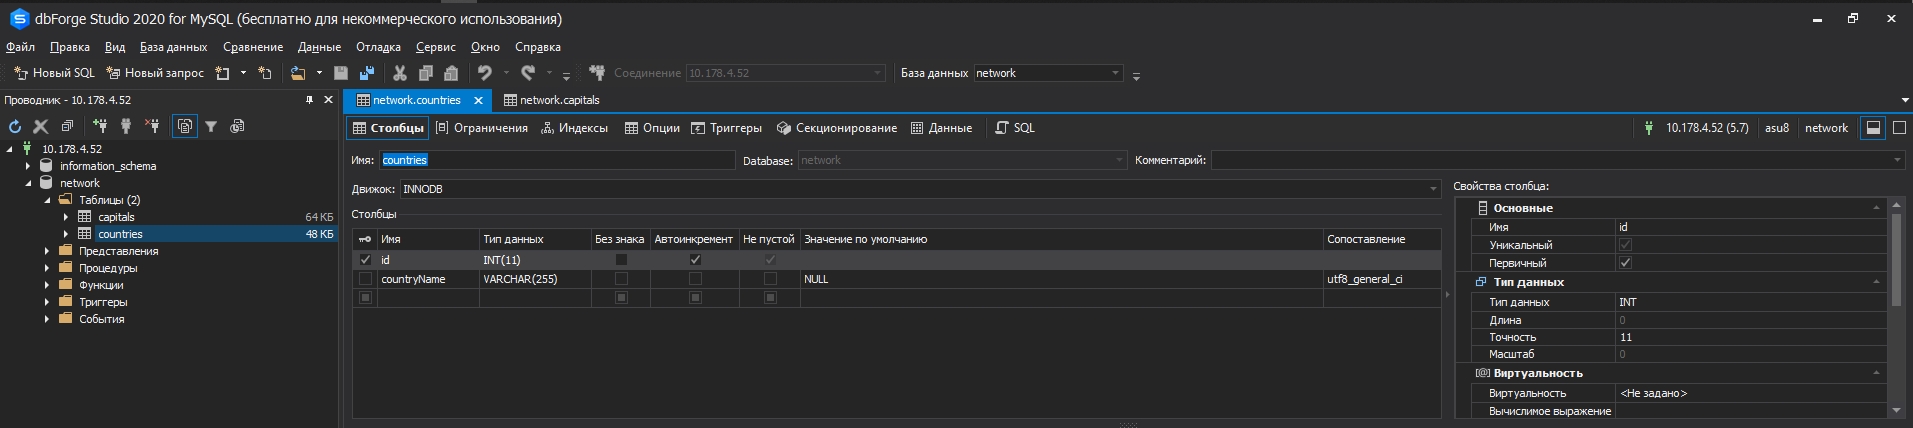 dbForge Studio 2020 for MySQL (бесплатно для некоммерческого использования)
Файл Правка Вид База данных Сравнение Данные Отладка Сервис Окно Справка
Новый SQL Новый запрос Соединение 10.178.4.52 База данных network
Проводник - 10.178.4.52
10.178.4.52
information_schema
network
Таблицы (2)
capitals 64 КБ
countries 48 КБ
Представления
Процедуры
Функции
Триггеры
События
network.countries network.capitals
Столбцы Ограничения Индексы Опции Триггеры Секционирование Данные SQL 10.178.4.52 (5.7) asu8 network
Имя: countries Database: network Комментарий:
Движок: INNODB
Столбцы
Имя Тип данных Без знака Автоинкремент Не пустой Значение по умолчанию Сопоставление
id INT(11)
countryName VARCHAR(255) NULL utf8_general_ci
Свойства столбца:
Основные
Имя id
Уникальный
Первичный
Тип данных
Тип данных INT
Длина 0
Точность 11
Масштаб 0
Виртуальность
Виртуальность <Не задано>
Вычислимое выражение